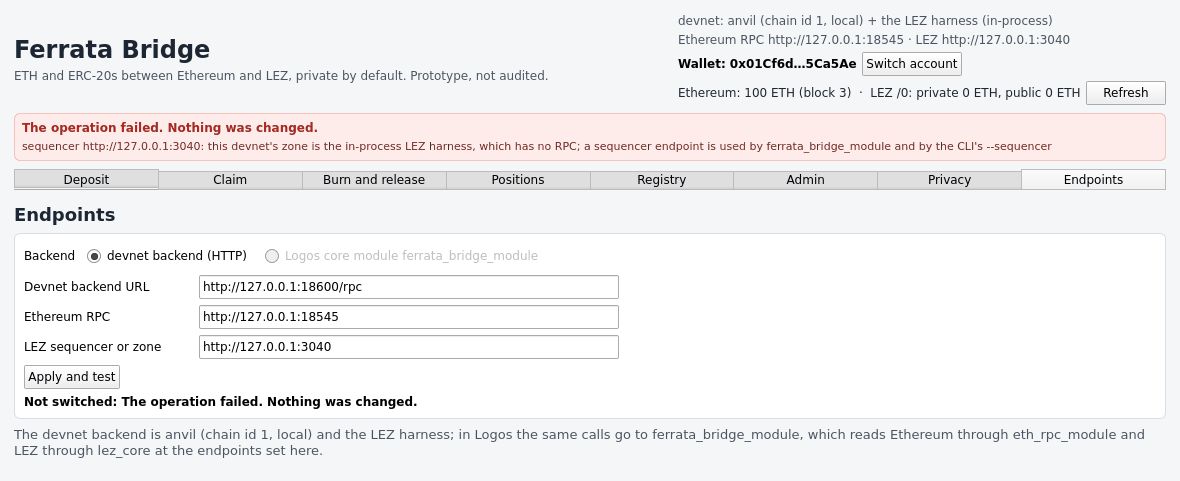 Ferrata Bridge
ETH and ERC-20s between Ethereum and LEZ, private by default. Prototype, not audited.
devnet: anvil (chain id 1, local) + the LEZ harness (in-process)
Ethereum RPC http://127.0.0.1:18545 · LEZ http://127.0.0.1:3040
Wallet: 0x01Cf6d…5Ca5Ae Switch account
Ethereum: 100 ETH (block 3) · LEZ /0: private 0 ETH, public 0 ETH Refresh
The operation failed. Nothing was changed.
sequencer http://127.0.0.1:3040: this devnet's zone is the in-process LEZ harness, which has no RPC; a sequencer endpoint is used by ferrata_bridge_module and by the CLI's --sequencer
Deposit Claim Burn and release Positions Registry Admin Privacy Endpoints
Endpoints
Backend devnet backend (HTTP) Logos core module ferrata_bridge_module
Devnet backend URL http://127.0.0.1:18600/rpc
Ethereum RPC http://127.0.0.1:18545
LEZ sequencer or zone http://127.0.0.1:3040
Apply and test
Not switched: The operation failed. Nothing was changed.
The devnet backend is anvil (chain id 1, local) and the LEZ harness; in Logos the same calls go to ferrata_bridge_module, which reads Ethereum through eth_rpc_module and
LEZ through lez_core at the endpoints set here.